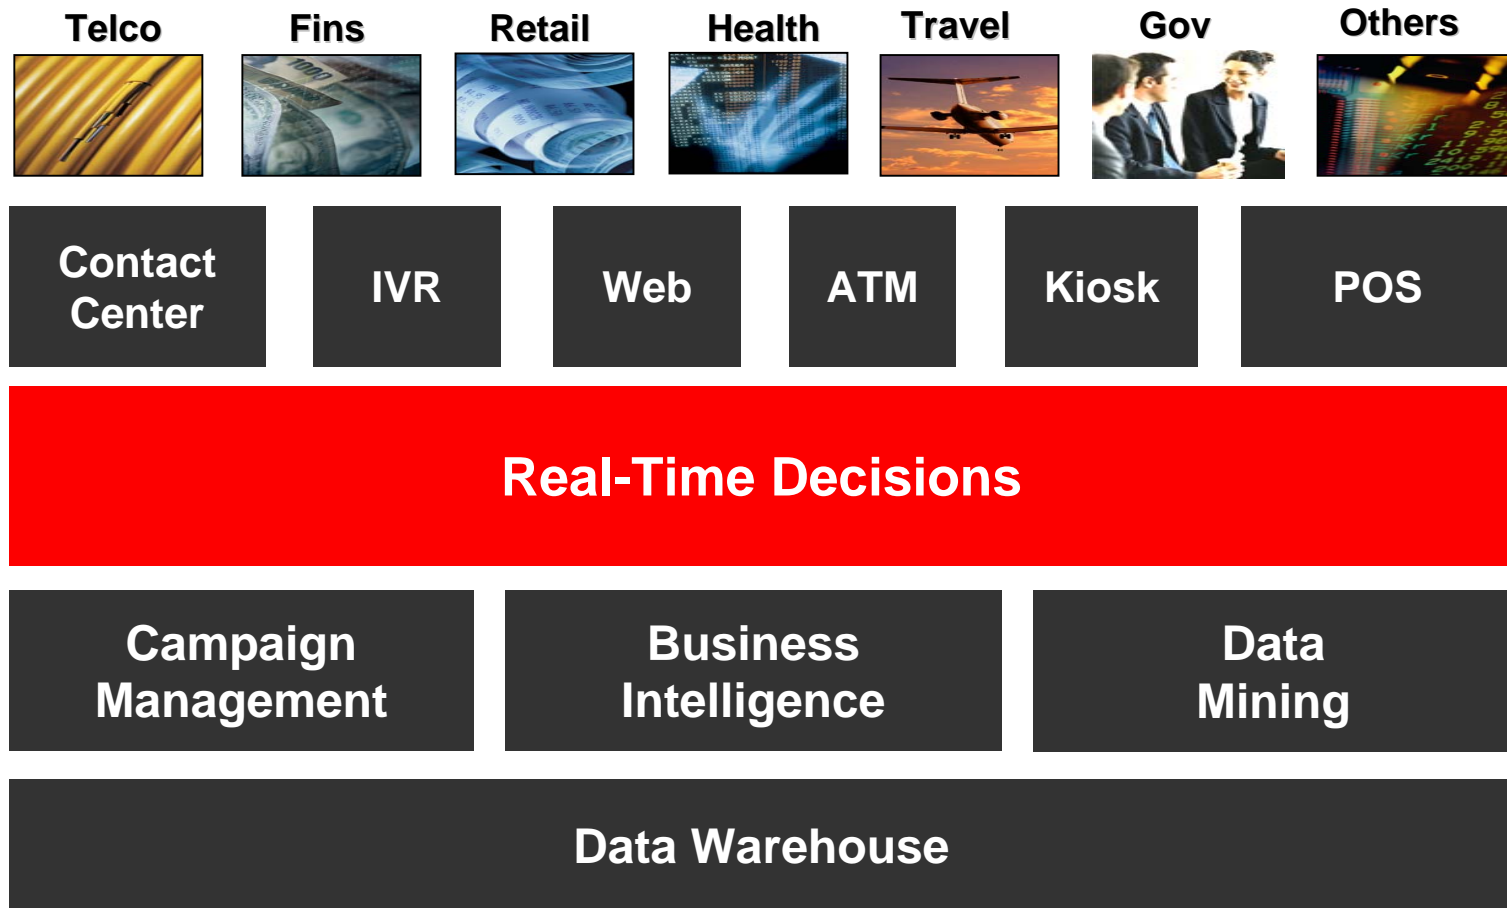 Telco Fins Retail Health Travel Gov Others
Contact
Center
IVR
Web
ATM
Kiosk
POS
Real-Time Decisions
Campaign
Management
Business
Intelligence
Data
Mining
Data Warehouse